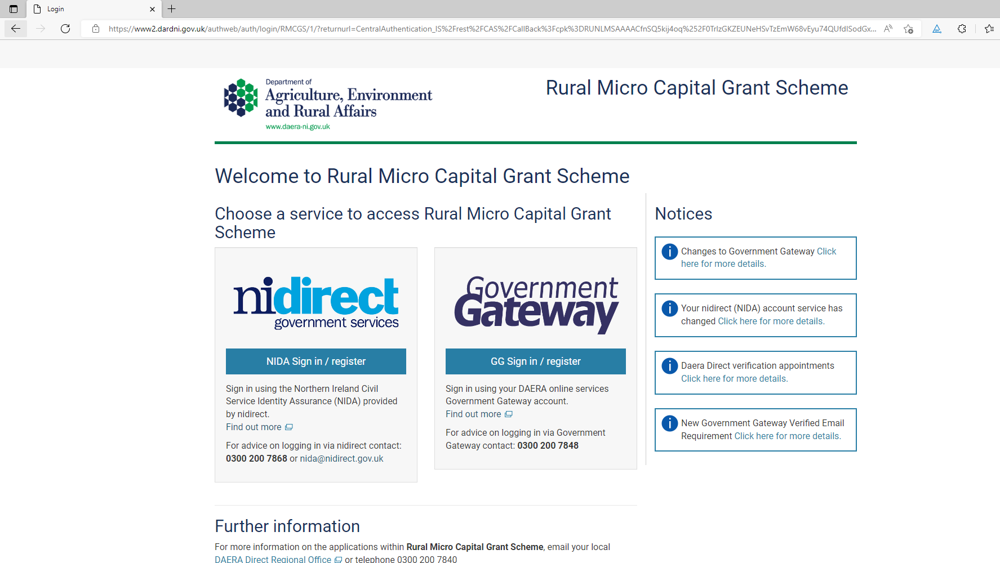 Login
https://www2.dardni.gov.uk/authweb/auth/login/RMCGS/1/?returnurl=CentralAuthentication_IS%2Frest%2FCAS%2FCallBack%3Fcpk%3DRUNLMSAAAACfnSQ5kij4oq%252F0TrIzGKZEUNeHSvTzEmW68vEyu74QUfdISodGx...
Department of
Agriculture, Environment
and Rural Affairs
www.daera-ni.gov.uk
Rural Micro Capital Grant Scheme
Welcome to Rural Micro Capital Grant Scheme
Choose a service to access Rural Micro Capital Grant
Scheme
nidirect
government services
NIDA Sign in / register
Sign in using the Northern Ireland Civil
Service Identity Assurance (NIDA) provided
by nidirect.
Find out more
For advice on logging in via nidirect contact:
0300 200 7868 or nida@nidirect.gov.uk
Government
Gateway
GG Sign in / register
Sign in using your DAERA online services
Government Gateway account.
Find out more
For advice on logging in via Government
Gateway contact: 0300 200 7848
Notices
Changes to Government Gateway Click
here for more details.
Your nidirect (NIDA) account service has
changed Click here for more details.
Daera Direct verification appointments
Click here for more details.
New Government Gateway Verified Email
Requirement Click here for more details.
Further information
For more information on the applications within Rural Micro Capital Grant Scheme, email your local
DAERA Direct Regional Office or telephone 0300 200 7840